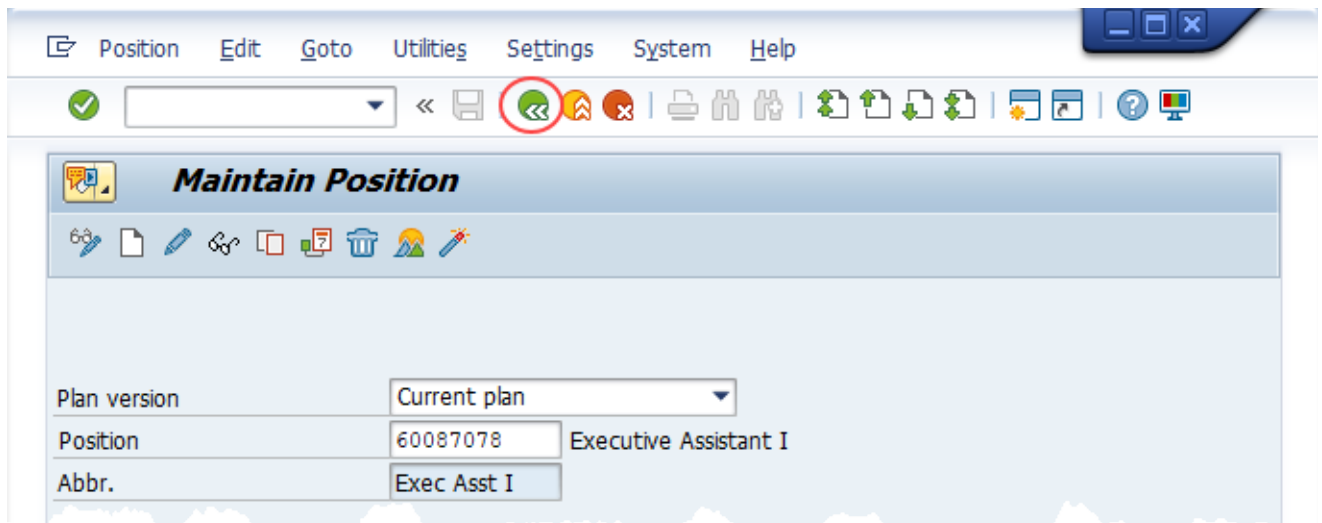 Position Edit Goto Utilities Settings System Help
Maintain Position
Plan version Current plan
Position 60087078 Executive Assistant I
Abbr. Exec Asst I